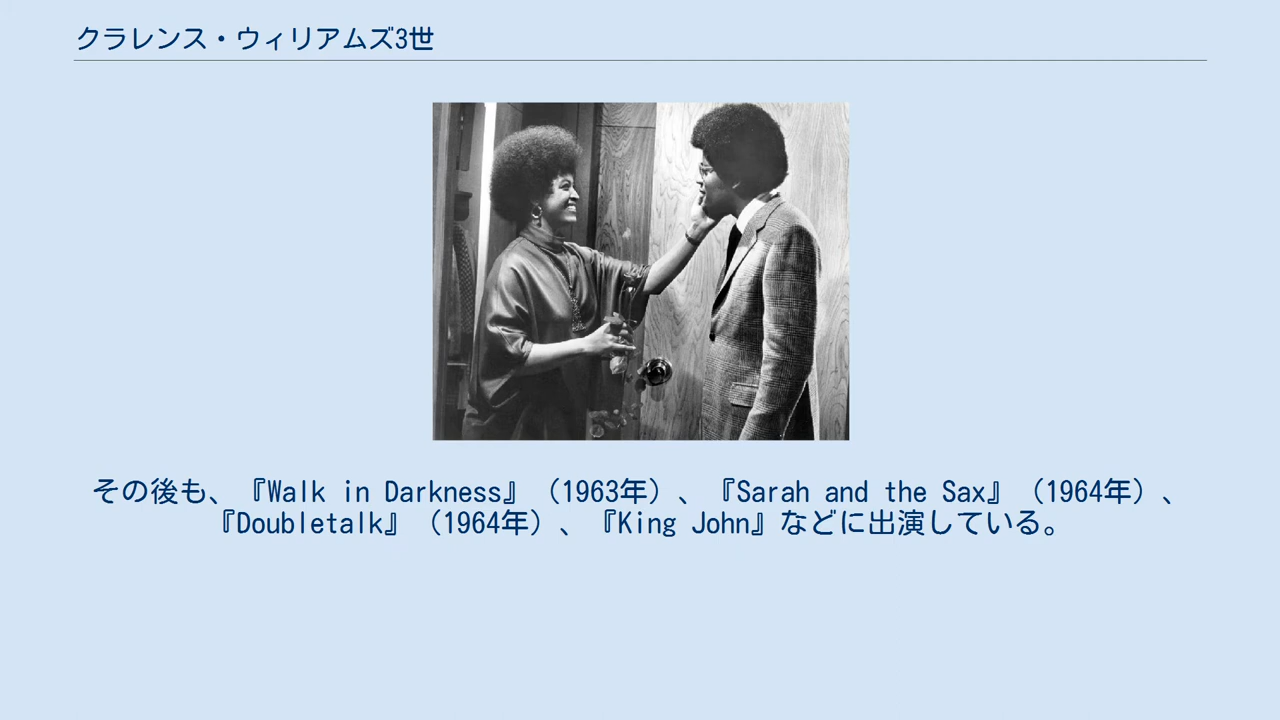 クラレンス・ウィリアムズ3世
その後も、『Walk in Darkness』（1963年）、『Sarah and the Sax』（1964年）、
『Doubletalk』（1964年）、『King John』などに出演している。